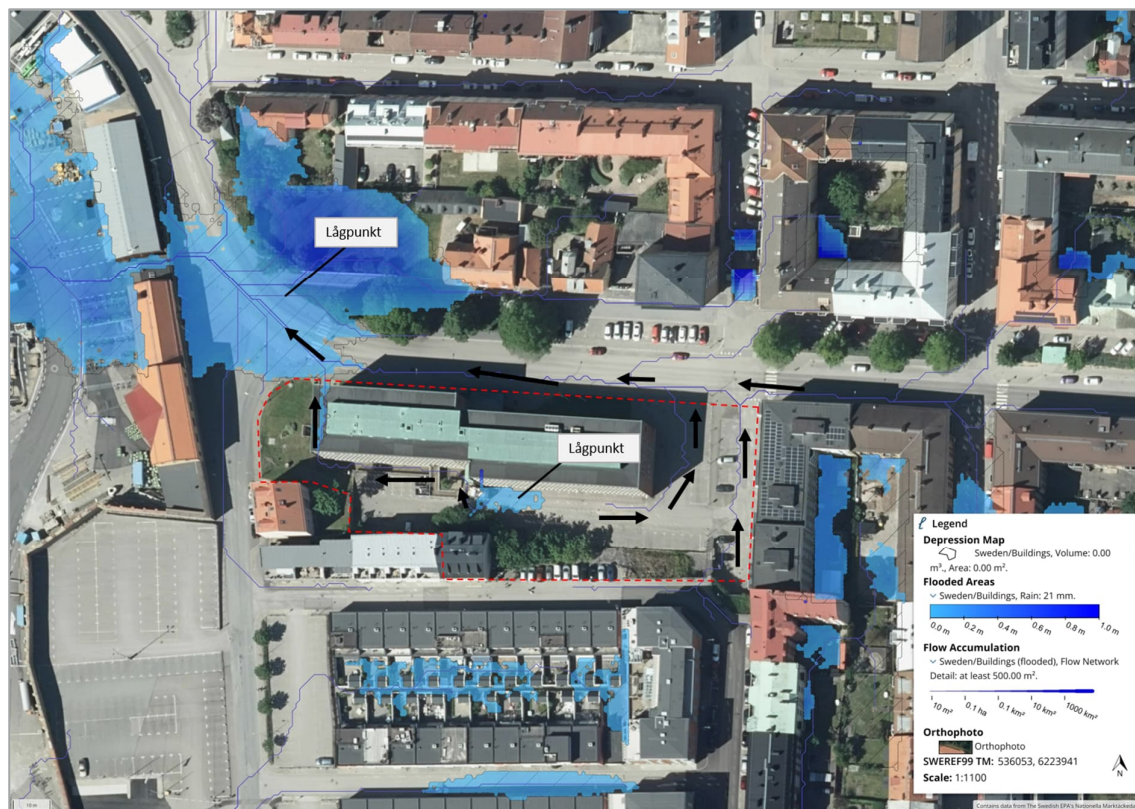 Lågpunkt
Lågpunkt
Legend
Depression Map
Sweden/Buildings, Volume: 0.00
m³., Area: 0.00 m².
Flooded Areas
Sweden/Buildings, Rain: 21 mm.
0.0 m 0.2 m 0.4 m 0.6 m 0.8 m 1.0 m
Flow Accumulation
Sweden/Buildings (flooded), Flow Network
Detail: at least 500.00 m².
10 m² 0.1 ha 0.1 km² 10 km² 1000 km²
Orthophoto
Orthophoto
SWEREF99 TM: 536053, 6223941
Scale: 1:1100
N
10 m
Contains data from The Swedish EPA's Nationella Marktäckedata